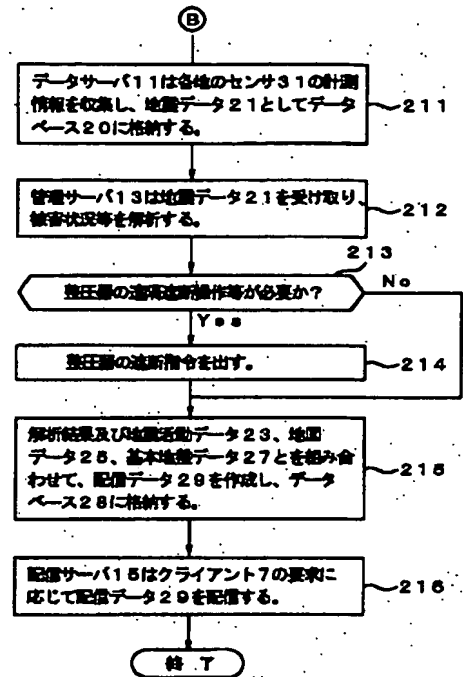 B
データサーバ11は各地のセンサ31の計測
情報を収集し、地震データ21としてデータ
ベース20に格納する。
211
管理サーバ13は地震データ21を受け取り
被害状況等を解析する。
212
213
整圧器の遠隔遮断操作等が必要か?
No
Yes
整圧器の遮断指令を出す。
214
解析結果及び地震活動データ23、地図
データ25、基本地盤データ27とを組み合
わせて、配信データ29を作成し、データ
ベース28に格納する。
215
配信サーバ15はクライアント7の要求に
応じて配信データ29を配信する。
216
終了